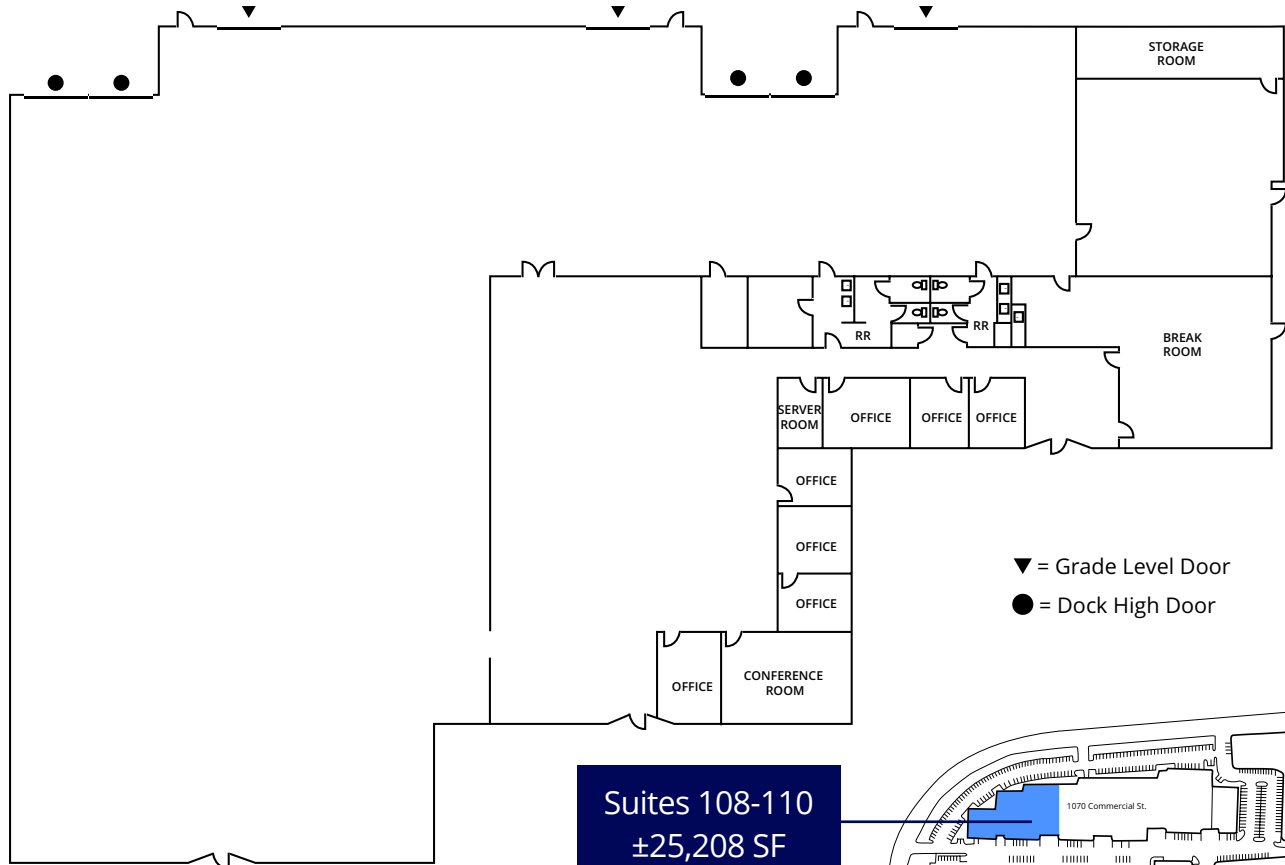 STORAGE
ROOM
RR
RR
BREAK
ROOM
SERVER
ROOM
OFFICE
OFFICE
OFFICE
OFFICE
OFFICE
OFFICE
OFFICE
CONFERENCE
ROOM
= Grade Level Door
= Dock High Door
Suites 108-110
±25,208 SF
1070 Commercial St.